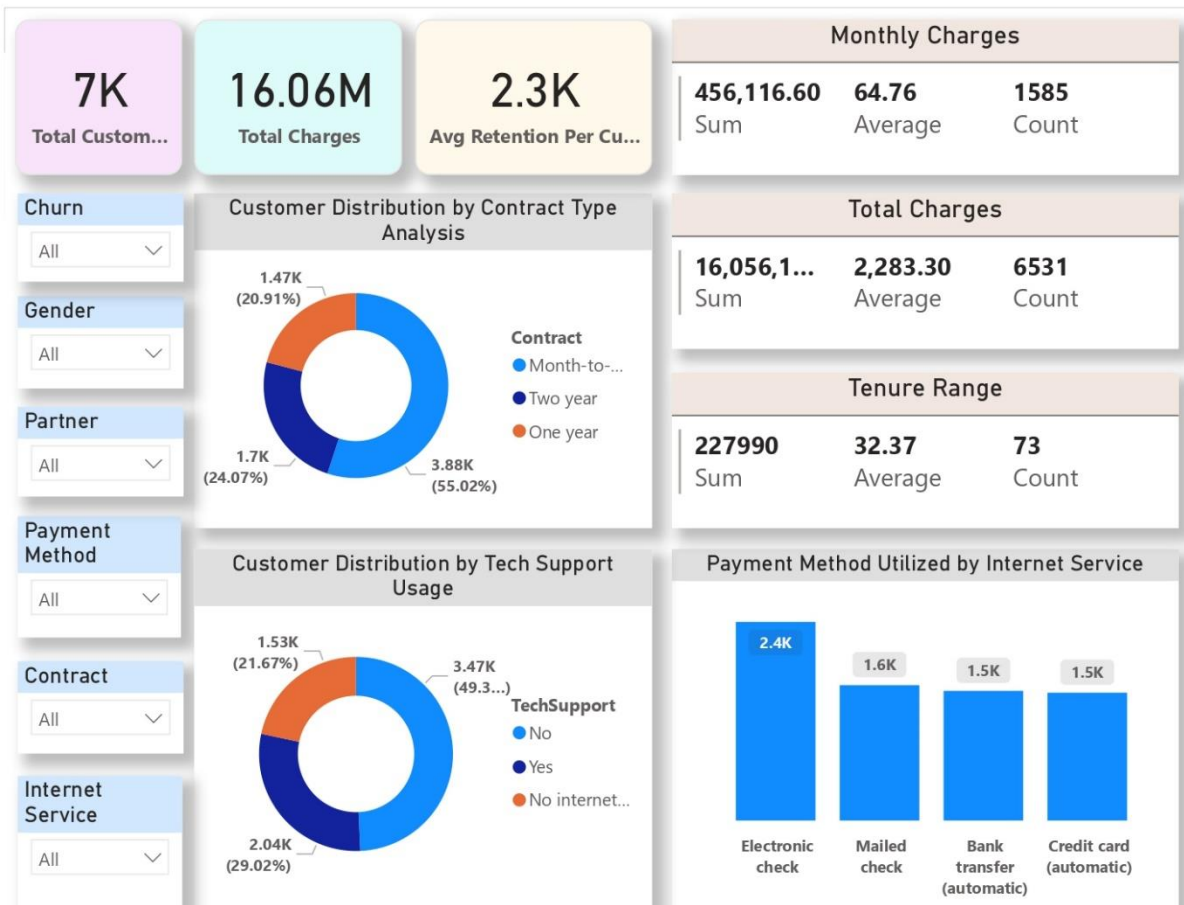 7K
Total Custom...
16.06M
Total Charges
2.3K
Avg Retention Per Cu...
Monthly Charges
456,116.60 64.76 1585
Sum Average Count
Churn
All
Gender
All
Partner
All
Payment
Method
All
Contract
All
Internet
Service
All
Customer Distribution by Contract Type
Analysis
1.47K
(20.91%)
1.7K
(24.07%)
3.88K
(55.02%)
Contract
Month-to-...
Two year
One year
Total Charges
16,056,1... 2,283.30 6531
Sum Average Count
Tenure Range
227990 32.37 73
Sum Average Count
Customer Distribution by Tech Support
Usage
1.53K
(21.67%)
3.47K
(49.3...)
2.04K
(29.02%)
TechSupport
No
Yes
No internet...
Payment Method Utilized by Internet Service
2.4K
1.6K
1.5K
1.5K
Electronic
check
Mailed
check
Bank
transfer
(automatic)
Credit card
(automatic)